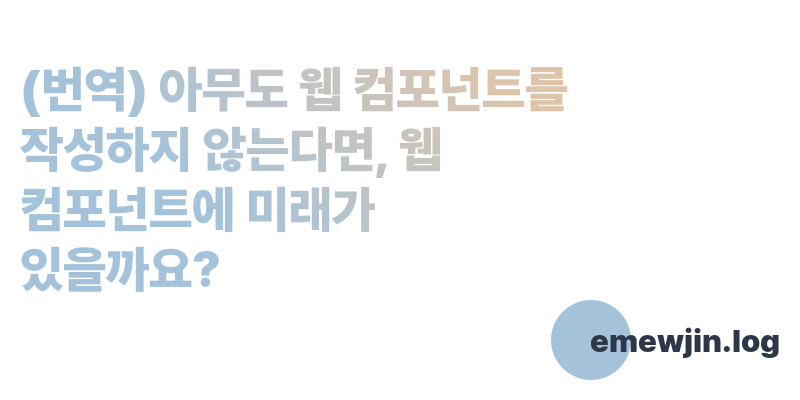 (번역) 아무도 웹 컴포넌트를
작성하지 않는다면, 웹
컴포넌트에 미래가
있을까요?
emewjin.log